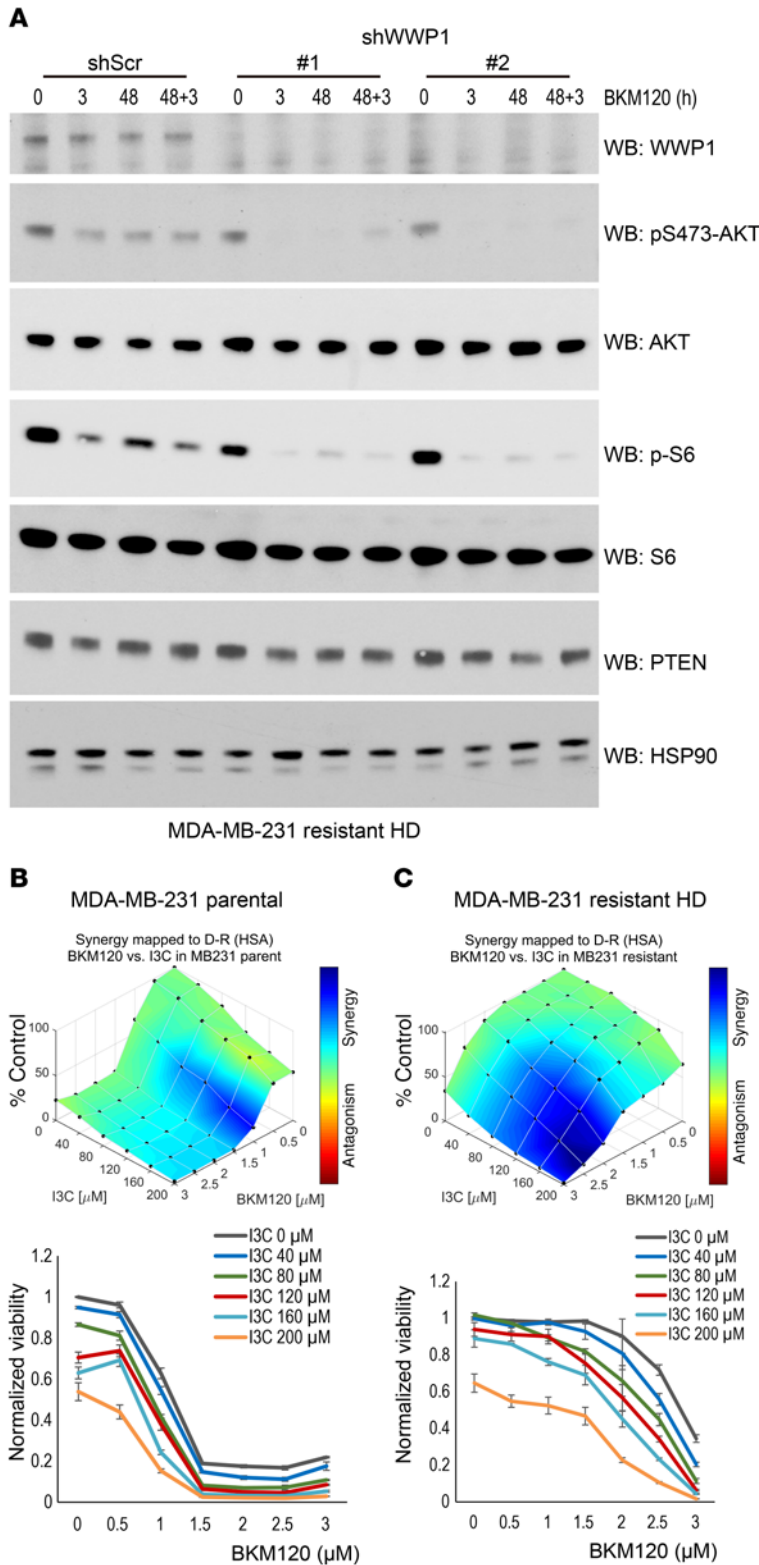 A
shWWP1
shScr #1 #2
0 3 48 48+3 0 3 48 48+3 0 3 48 48+3 BKM120 (h)
WB: WWP1
WB: pS473-AKT
WB: AKT
WB: p-S6
WB: S6
WB: PTEN
WB: HSP90
MDA-MB-231 resistant HD
B
MDA-MB-231 parental
Synergy mapped to D-R (HSA)
BKM120 vs. I3C in MB231 parent
% Control
100
50
0
40
80
120
160
200
I3C [µM]
3
2.5
2
1.5
1
0.5
0
BKM120 [µM]
Synergy
Antagonism
Normalized viability
1.2
1
0.8
0.6
0.4
0.2
0
I3C 0 µM
I3C 40 µM
I3C 80 µM
I3C 120 µM
I3C 160 µM
I3C 200 µM
0 0.5 1 1.5 2 2.5 3
BKM120 (µM)
C
MDA-MB-231 resistant HD
Synergy mapped to D-R (HSA)
BKM120 vs. I3C in MB231 resistant
% Control
100
50
0
40
80
120
160
200
I3C [µM]
3
2.5
2
1.5
1
0.5
0
BKM120 [µM]
Synergy
Antagonism
Normalized viability
1.2
1
0.8
0.6
0.4
0.2
0
I3C 0 µM
I3C 40 µM
I3C 80 µM
I3C 120 µM
I3C 160 µM
I3C 200 µM
0 0.5 1 1.5 2 2.5 3
BKM120 (µM)